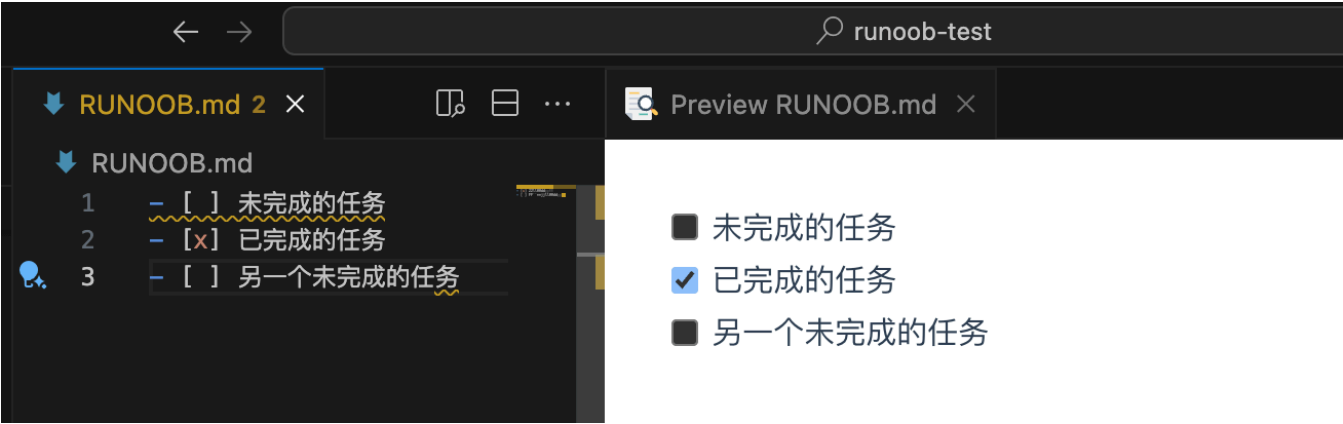 runoob-test
RUNOOB.md 2
Preview RUNOOB.md
RUNOOB.md
1 - [ ] 未完成的任务
2 - [x] 已完成的任务
3 - [ ] 另一个未完成的任务
未完成的任务
已完成的任务
另一个未完成的任务